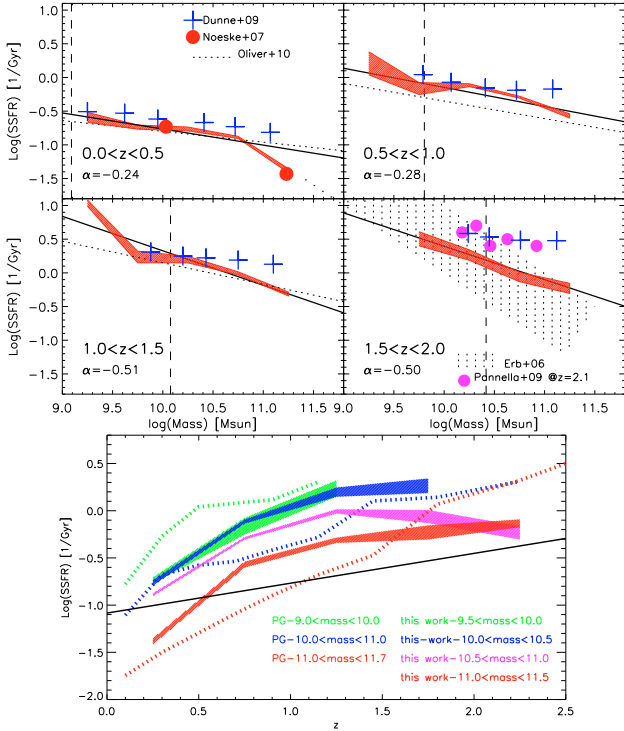 Dunne+09
Noeske+07
Oliver+10
Log(SSFR) [1/Gyr]
0.5
0.0
-0.5
-1.0
-1.5
0.0<z<0.5
α=-0.24
0.5<z<1.0
α=-0.28
Log(SSFR) [1/Gyr]
1.0
0.5
0.0
-0.5
-1.0
-1.5
1.0<z<1.5
α=-0.51
1.5<z<2.0
α=-0.50
Erb+06
Pannella+09 @z=2.1
9.0 9.5 10.0 10.5 11.0 11.5
9.0 9.5 10.0 10.5 11.0 11.5
log(Mass) [Msun]
log(Mass) [Msun]
Log(SSFR) [1/Gyr]
0.5
0.0
-0.5
-1.0
-1.5
-2.0
PG-9.0<mass<10.0 this work-9.5<mass<10.0
PG-10.0<mass<11.0 this-work-10.0<mass<10.5
this work-10.5<mass<11.0
PG-11.0<mass<11.7
this work-11.0<mass<11.5
0.0 0.5 1.0 1.5 2.0 2.5
z